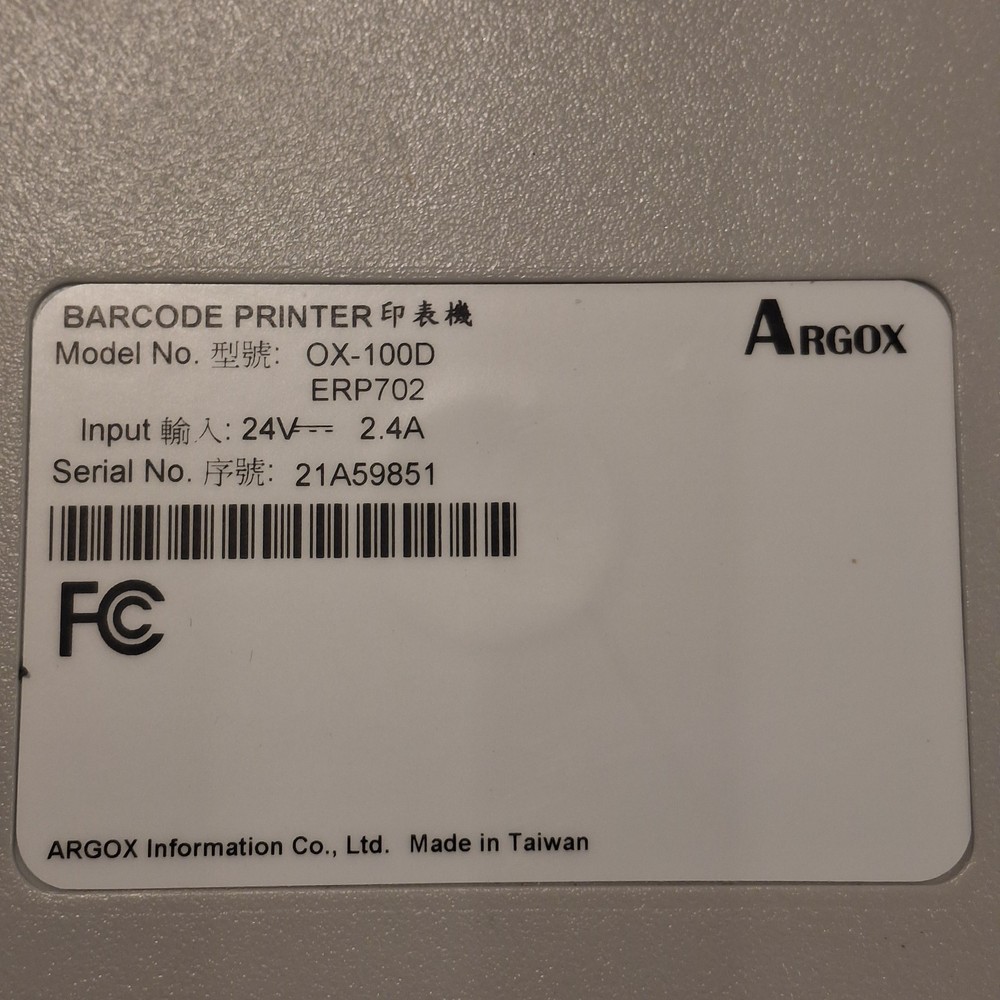 BARCODE PRINTER 印表機
ARGOX
Model No. 型號: OX-100D
ERP702
Input 輸入: 24V⎓ 2.4A
Serial No. 序號: 21A59851
FC
ARGOX Information Co., Ltd. Made in Taiwan